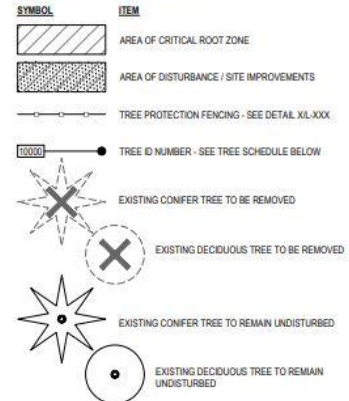 SYMBOL ITEM
AREA OF CRITICAL ROOT ZONE
AREA OF DISTURBANCE / SITE IMPROVEMENTS
TREE PROTECTION FENCING - SEE DETAIL X/L-XXX
10000 TREE ID NUMBER - SEE TREE SCHEDULE BELOW
EXISTING CONIFER TREE TO BE REMOVED
EXISTING DECIDUOUS TREE TO BE REMOVED
EXISTING CONIFER TREE TO REMAIN UNDISTURBED
EXISTING DECIDUOUS TREE TO REMIAIN
UNDISTURBED